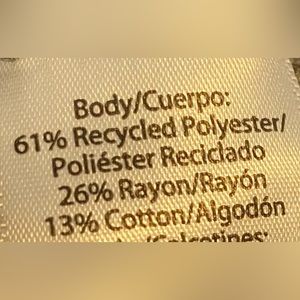 Body/Cuerpo:
61% Recycled Polyester/
Poliéster Reciclado
26% Rayon/Rayón
13% Cotton/Algodón